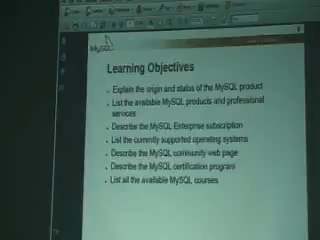 MySQL
Learning Objectives
Explain the origin and status of the MySQL product
List the available MySQL products and professional
services
Describe the MySQL Enterprise subscription
List the currently supported operating systems
Describe the MySQL community web page
Describe the MySQL certification program
List all the available MySQL courses